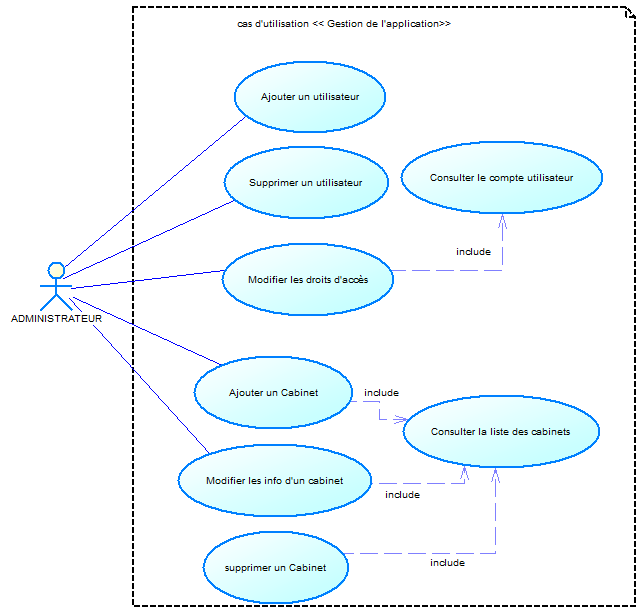 cas d'utilisation << Gestion de l'application>>
Ajouter un utilisateur
Supprimer un utilisateur
Consulter le compte utilisateur
include
Modifier les droits d'accès
ADMINISTRATEUR
Ajouter un Cabinet
include
Consulter la liste des cabinets
Modifier les info d'un cabinet
include
supprimer un Cabinet
include